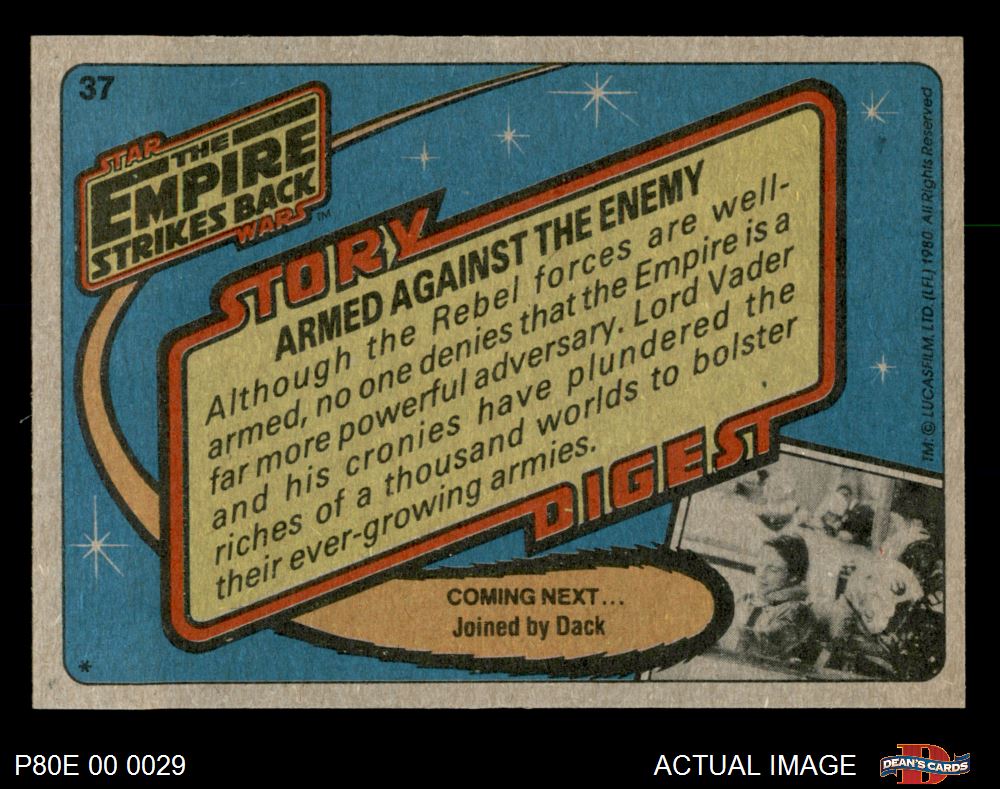 37
STAR
THE
EMPIRE
STRIKES BACK
WARS™
STORY
ARMED AGAINST THE ENEMY
Although the Rebel forces are well-
armed, no one denies that the Empire is a
far more powerful adversary. Lord Vader
and his cronies have plundered the
riches of a thousand worlds to bolster
their ever-growing armies.
DIGEST
COMING NEXT...
Joined by Dack
*
TM: © LUCASFILM, LTD. (LFL) 1980. All Rights Reserved
P80E 00 0029
ACTUAL IMAGE
D
DEAN'S CARDS